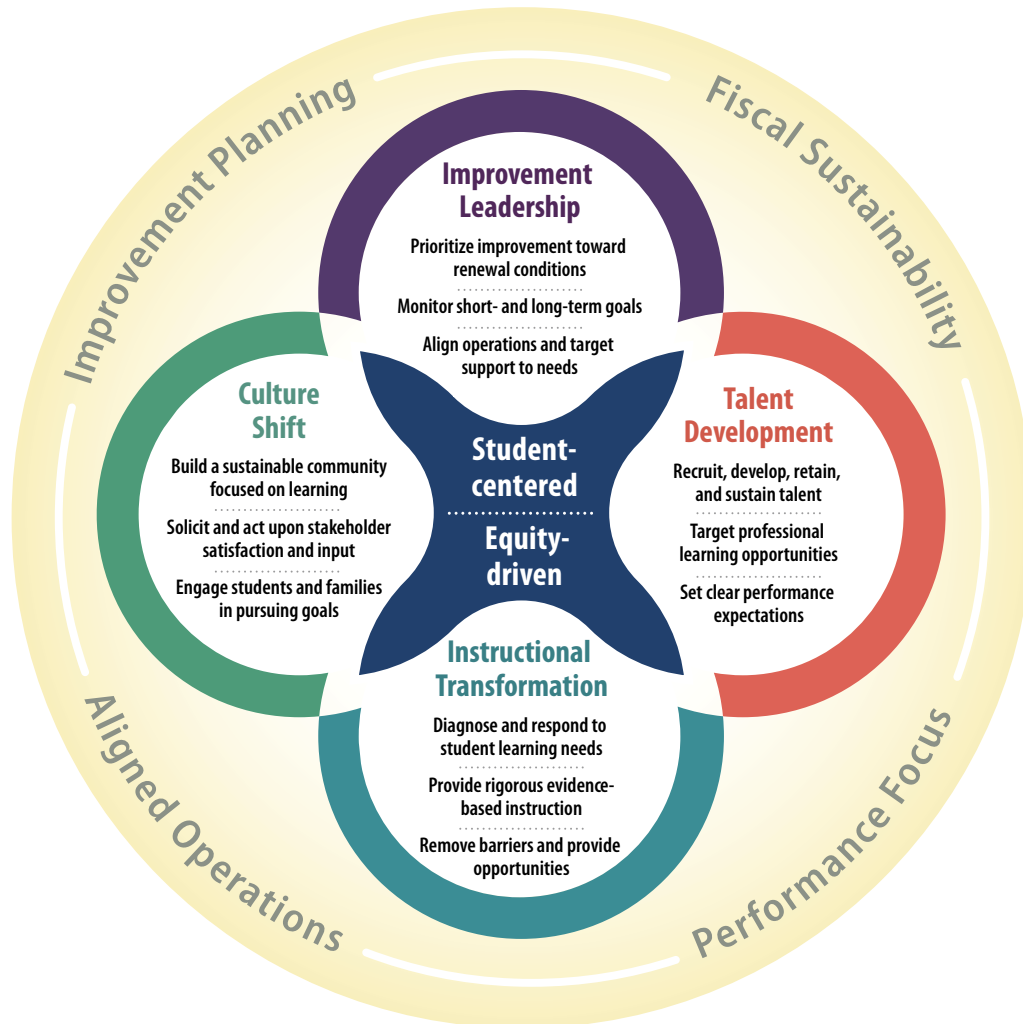 Improvement Planning
Fiscal Sustainability
Improvement
Leadership
Prioritize improvement toward
renewal conditions
Monitor short- and long-term goals
Align operations and target
support to needs
Culture
Shift
Build a sustainable community
focused on learning
Solicit and act upon stakeholder
satisfaction and input
Engage students and families
in pursuing goals
Student-
centered
Equity-
driven
Talent
Development
Recruit, develop, retain,
and sustain talent
Target professional
learning opportunities
Set clear performance
expectations
Instructional
Transformation
Diagnose and respond to
student learning needs
Provide rigorous evidence-
based instruction
Remove barriers and provide
opportunities
Aligned Operations
Performance Focus